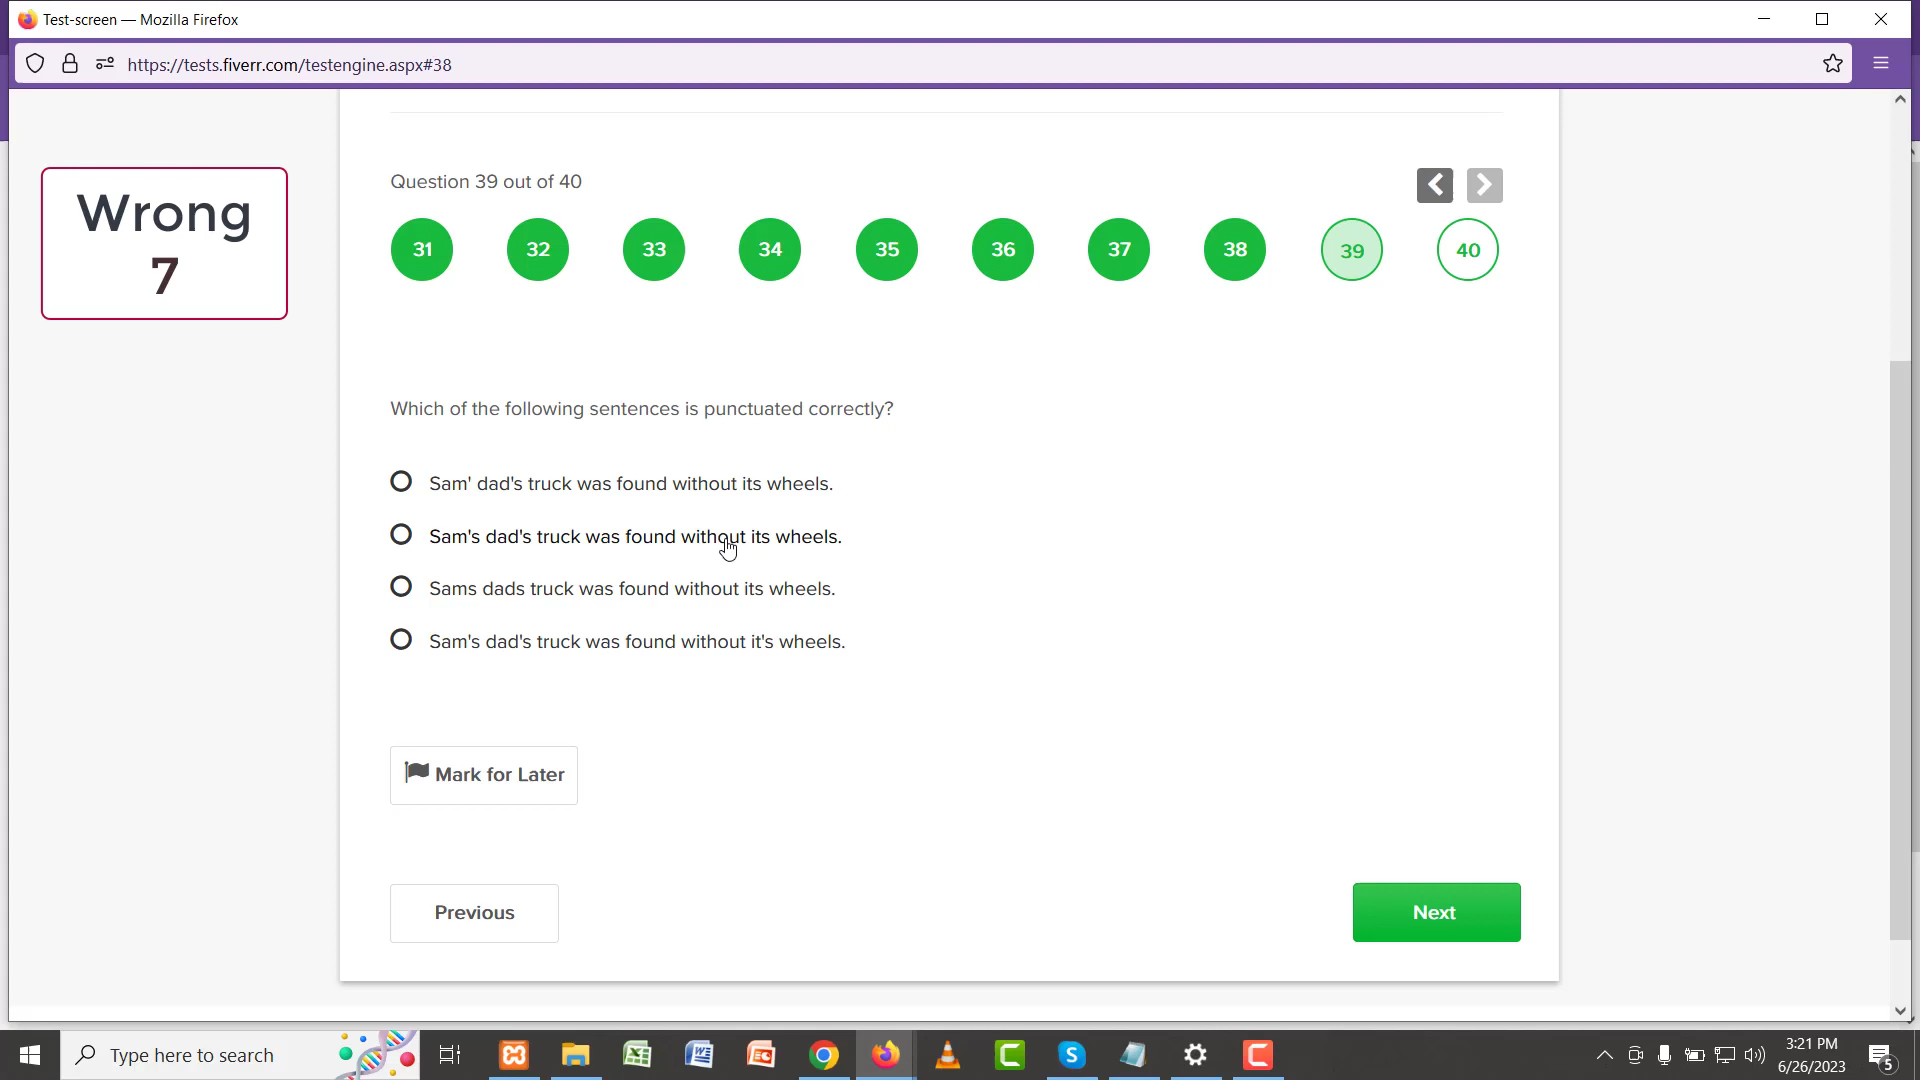 Test-screen — Mozilla Firefox
https://tests.fiverr.com/testengine.aspx#38
Wrong
7
Question 39 out of 40
31 32 33 34 35 36 37 38 39 40
Which of the following sentences is punctuated correctly?
Sam' dad's truck was found without its wheels.
Sam's dad's truck was found without its wheels.
Sams dads truck was found without its wheels.
Sam's dad's truck was found without it's wheels.
Mark for Later
Previous
Next
Type here to search
3:21 PM
6/26/2023
5